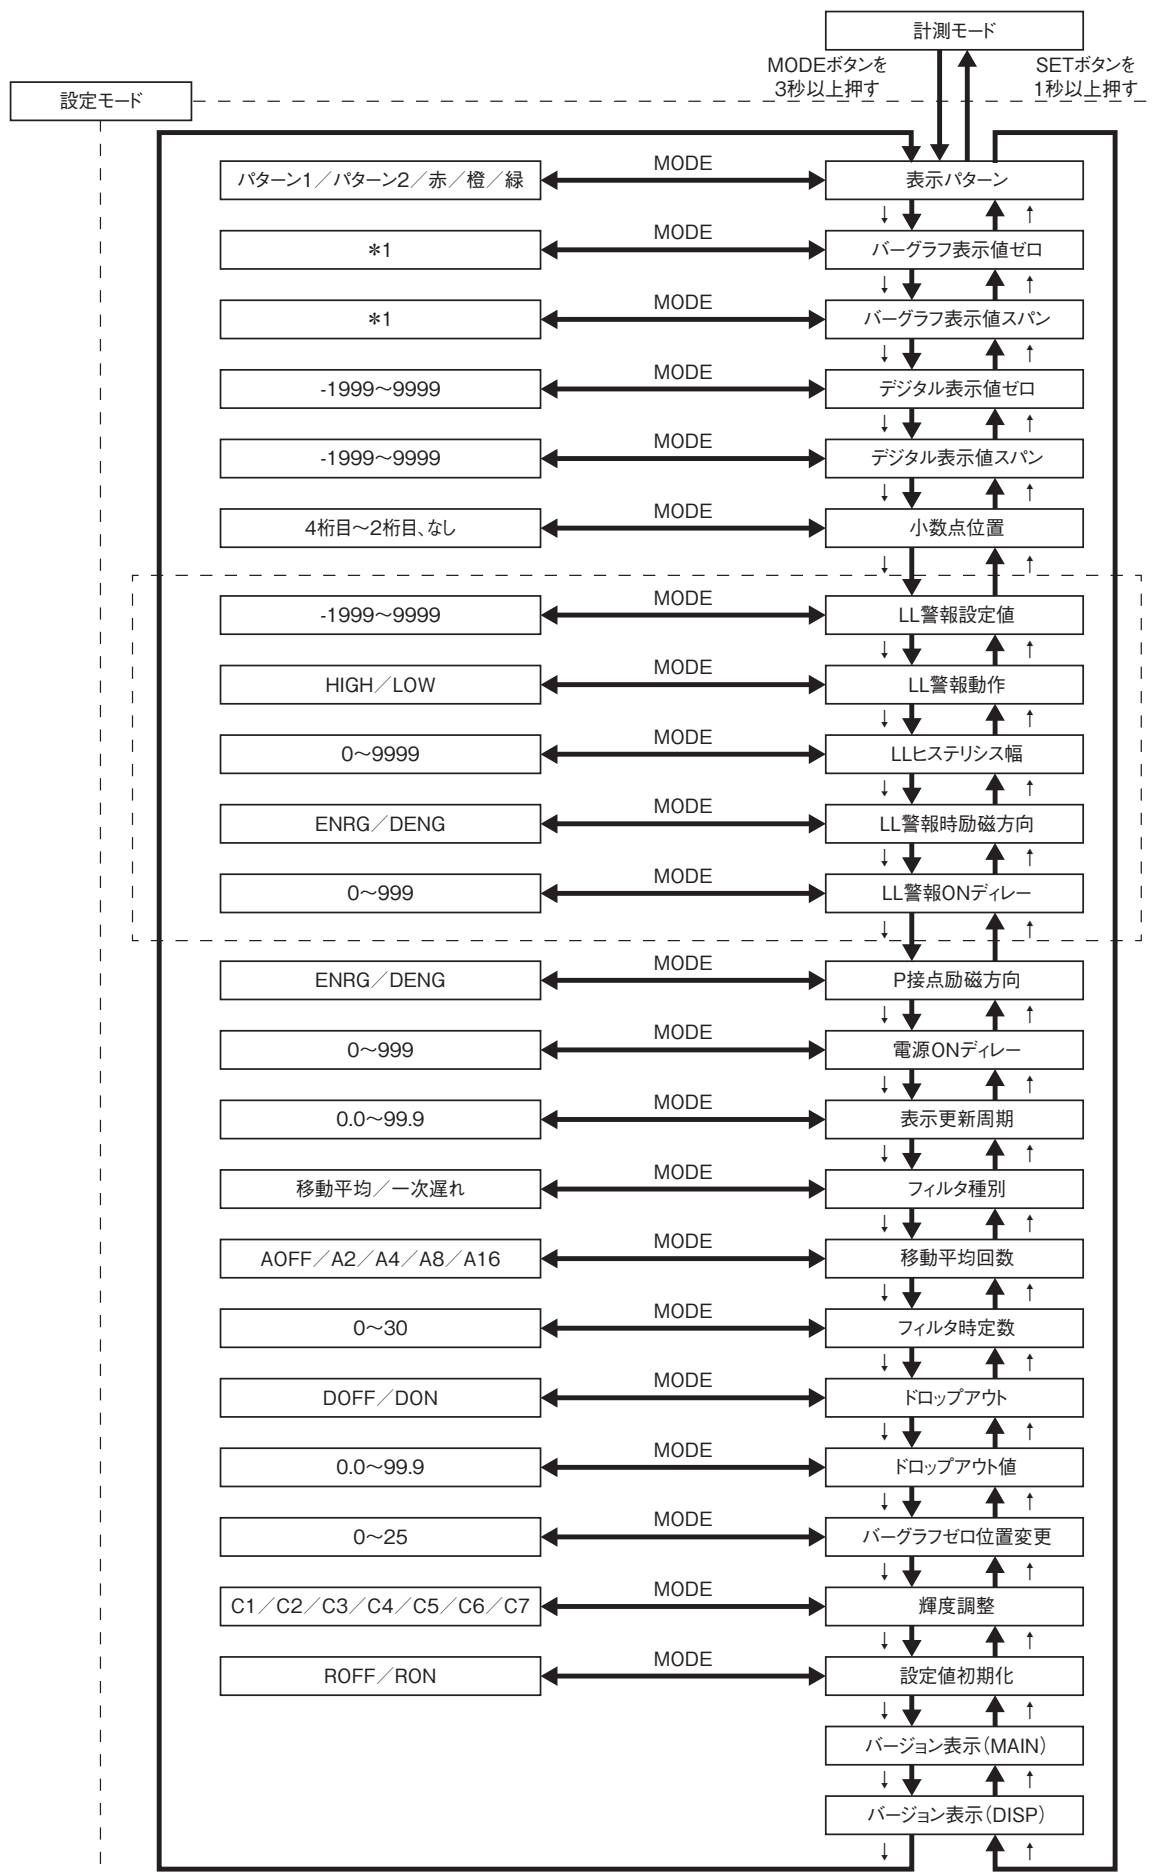 計測モード
MODEボタンを
3秒以上押す
SETボタンを
1秒以上押す
設定モード
パターン1／パターン2／赤／橙／緑
MODE
表示パターン
↓ ↑
*1
MODE
バーグラフ表示値ゼロ
↓ ↑
*1
MODE
バーグラフ表示値スパン
↓ ↑
-1999～9999
MODE
デジタル表示値ゼロ
↓ ↑
-1999～9999
MODE
デジタル表示値スパン
↓ ↑
4桁目～2桁目、なし
MODE
小数点位置
↓ ↑
-1999～9999
MODE
LL警報設定値
↓ ↑
HIGH／LOW
MODE
LL警報動作
↓ ↑
0～9999
MODE
LLヒステリシス幅
↓ ↑
ENRG／DENG
MODE
LL警報時励磁方向
↓ ↑
0～999
MODE
LL警報ONディレー
↓ ↑
ENRG／DENG
MODE
P接点励磁方向
↓ ↑
0～999
MODE
電源ONディレー
↓ ↑
0.0～99.9
MODE
表示更新周期
↓ ↑
移動平均／一次遅れ
MODE
フィルタ種別
↓ ↑
AOFF／A2／A4／A8／A16
MODE
移動平均回数
↓ ↑
0～30
MODE
フィルタ時定数
↓ ↑
DOFF／DON
MODE
ドロップアウト
↓ ↑
0.0～99.9
MODE
ドロップアウト値
↓ ↑
0～25
MODE
バーグラフゼロ位置変更
↓ ↑
C1／C2／C3／C4／C5／C6／C7
MODE
輝度調整
↓ ↑
ROFF／RON
MODE
設定値初期化
↓ ↑
バージョン表示（MAIN）
↓ ↑
バージョン表示（DISP）
↓ ↑